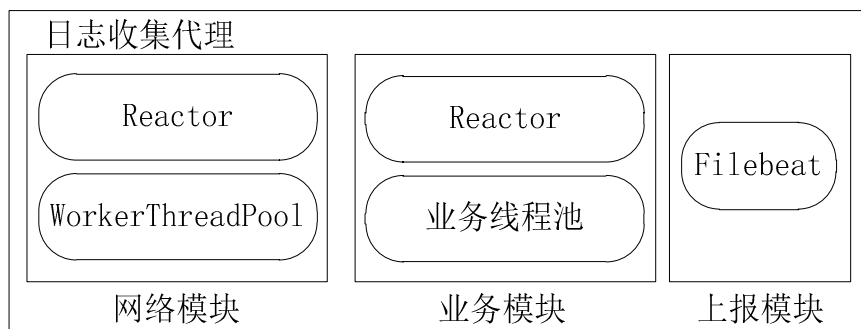 日志收集代理
Reactor
WorkerThreadPool
网络模块
Reactor
业务线程池
业务模块
Filebeat
上报模块